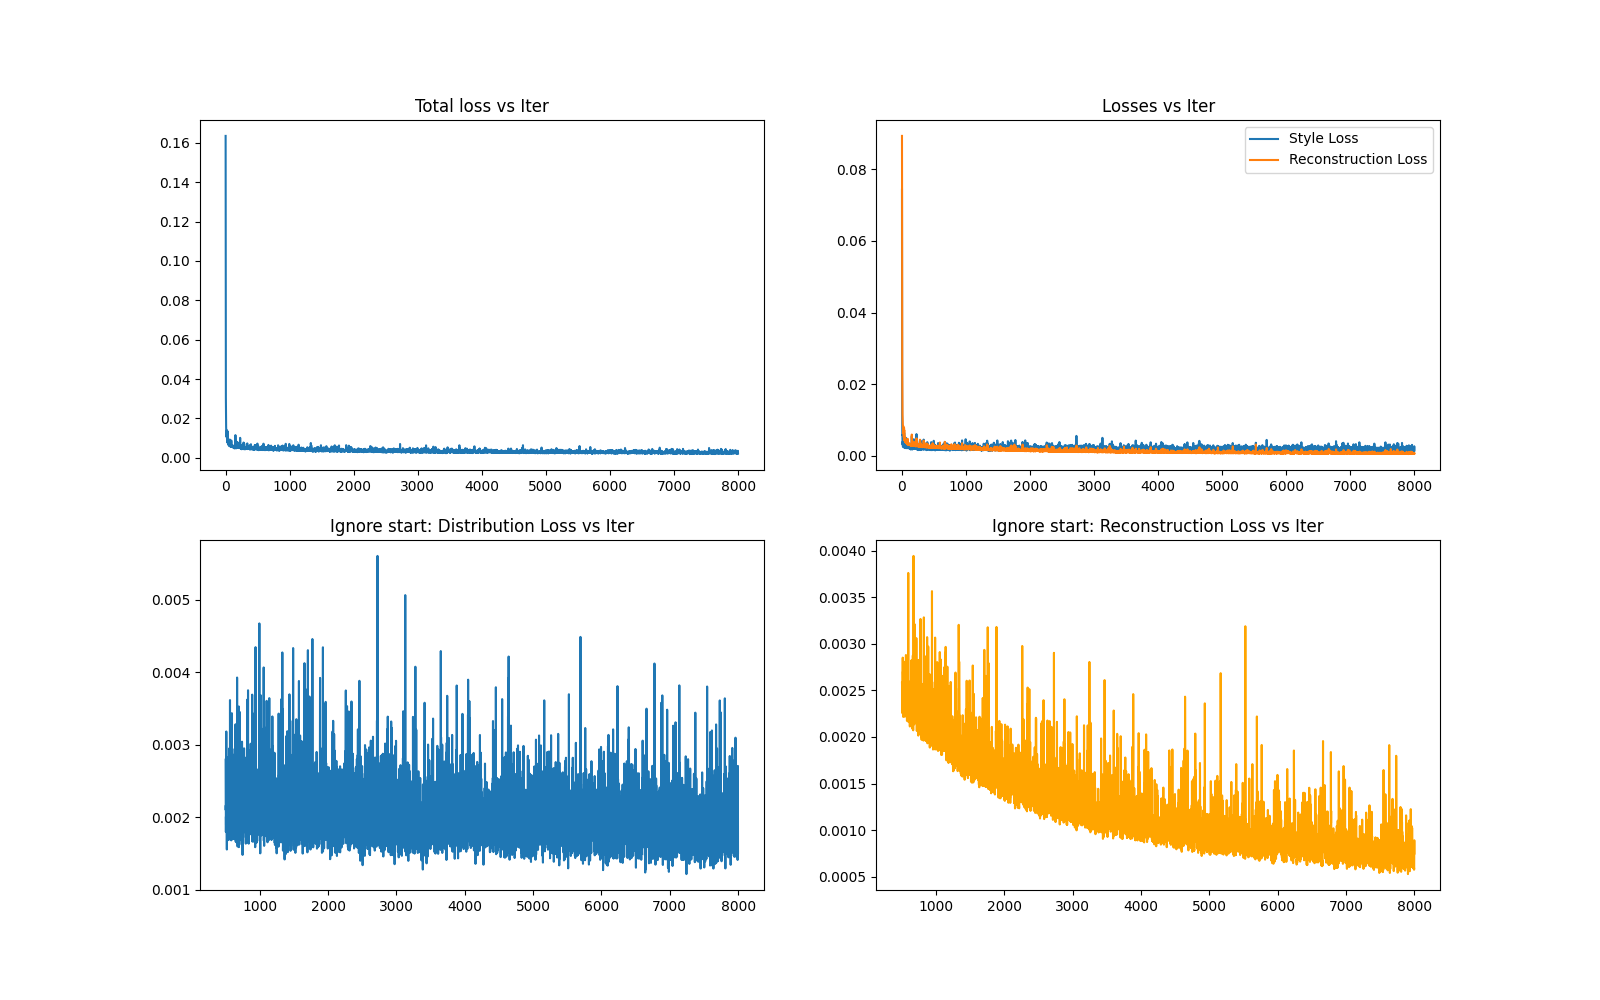 Total loss vs Iter
0.16
0.14
0.12
0.10
0.08
0.06
0.04
0.02
0.00
0 1000 2000 3000 4000 5000 6000 7000 8000
Losses vs Iter
Style Loss
Reconstruction Loss
0.08
0.06
0.04
0.02
0.00
0 1000 2000 3000 4000 5000 6000 7000 8000
Ignore start: Distribution Loss vs Iter
0.005
0.004
0.003
0.002
0.001
1000 2000 3000 4000 5000 6000 7000 8000
Ignore start: Reconstruction Loss vs Iter
0.0040
0.0035
0.0030
0.0025
0.0020
0.0015
0.0010
0.0005
1000 2000 3000 4000 5000 6000 7000 8000